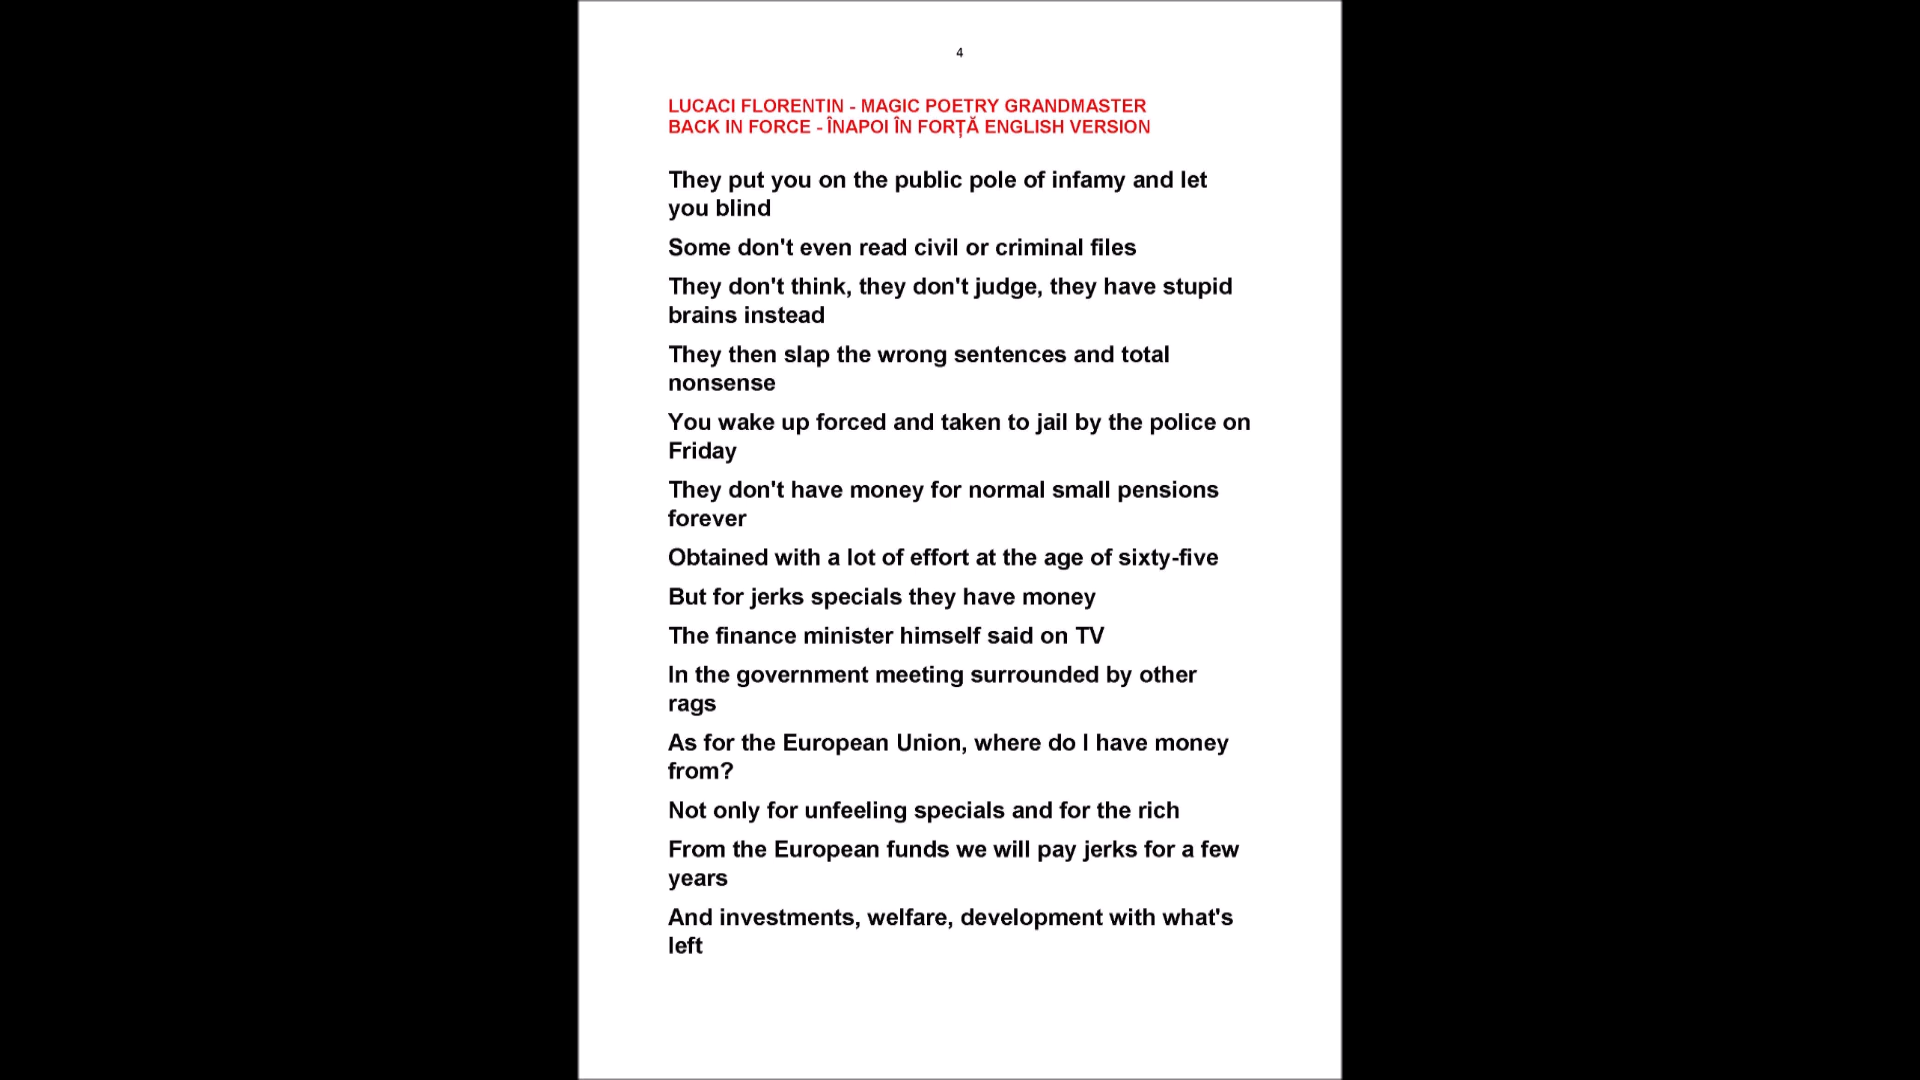 4
LUCACI FLORENTIN - MAGIC POETRY GRANDMASTER
BACK IN FORCE - ÎNAPOI ÎN FORȚĂ ENGLISH VERSION
They put you on the public pole of infamy and let
you blind
Some don't even read civil or criminal files
They don't think, they don't judge, they have stupid
brains instead
They then slap the wrong sentences and total
nonsense
You wake up forced and taken to jail by the police on
Friday
They don't have money for normal small pensions
forever
Obtained with a lot of effort at the age of sixty-five
But for jerks specials they have money
The finance minister himself said on TV
In the government meeting surrounded by other
rags
As for the European Union, where do I have money
from?
Not only for unfeeling specials and for the rich
From the European funds we will pay jerks for a few
years
And investments, welfare, development with what's
left